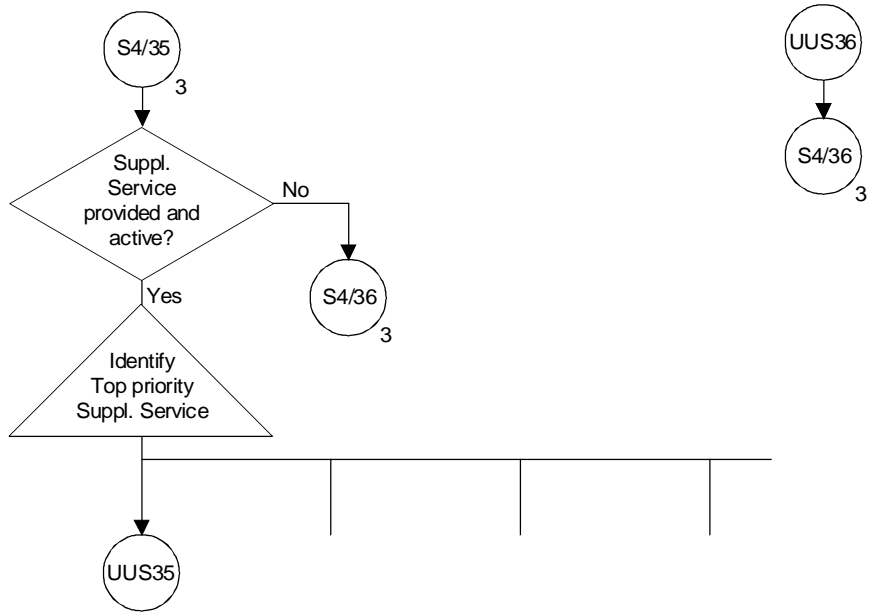 S4/35
3
Suppl.
Service
provided and
active?
No
S4/36
3
Yes
Identify
Top priority
Suppl. Service
UUS35
UUS36
S4/36
3